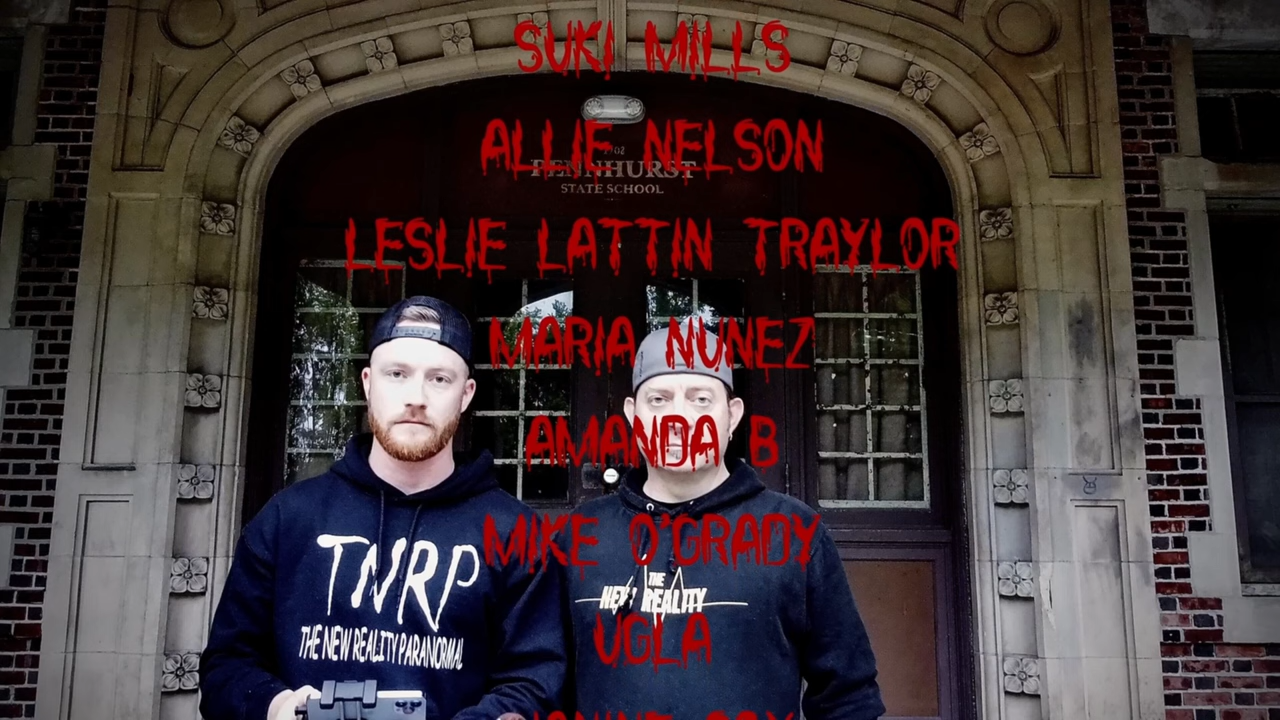 SUKI MILLS
ALLIE NELSON
1902
PENNHURST
STATE SCHOOL
LESLIE LATTIN TRAYLOR
MARIA NUNEZ
AMANDA B
MIKE O'GRADY
TNRP
THE NEW REALITY PARANORMAL
THE
NEW REALITY
UGLA